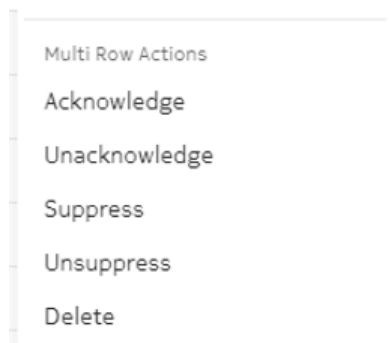 Multi Row Actions
Acknowledge
Unacknowledge
Suppress
Unsuppress
Delete